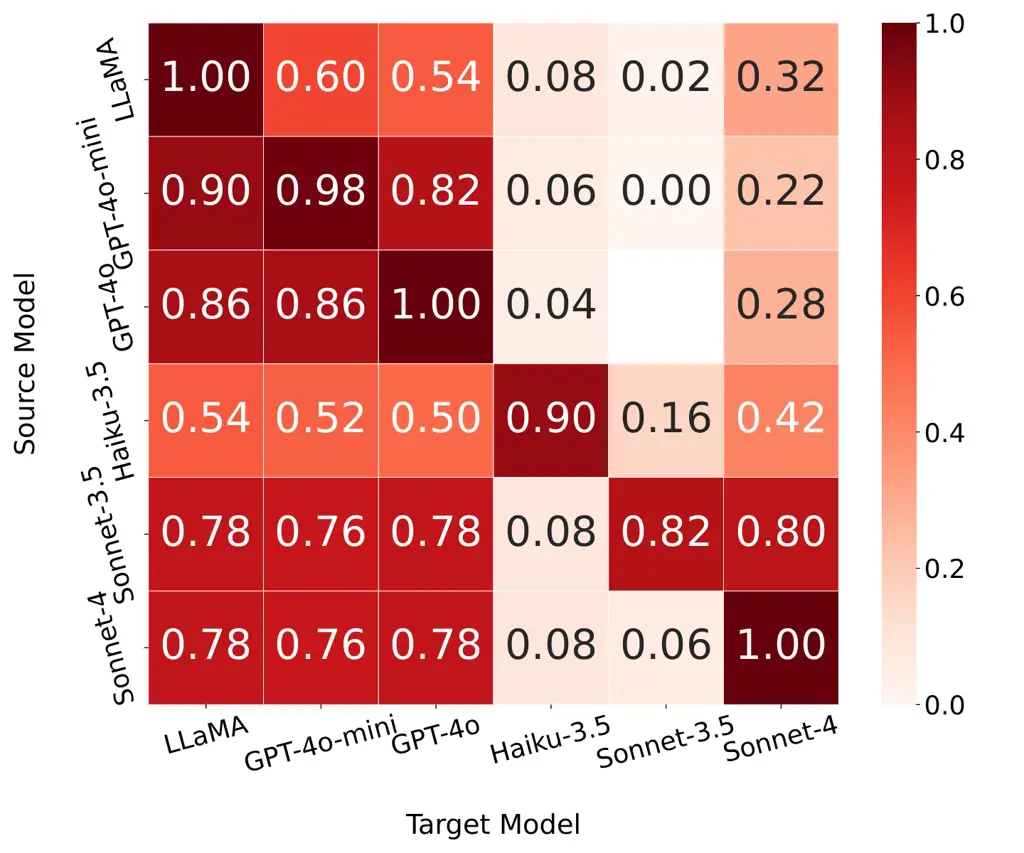 LLaMA 1.00 0.60 0.54 0.08 0.02 0.32
GPT-4o-mini 0.90 0.98 0.82 0.06 0.00 0.22
GPT-4o 0.86 0.86 1.00 0.04 0.28
Haiku-3.5 0.54 0.52 0.50 0.90 0.16 0.42
Sonnet-3.5 0.78 0.76 0.78 0.08 0.82 0.80
Sonnet-4 0.78 0.76 0.78 0.08 0.06 1.00
LLaMA GPT-4o-mini GPT-4o Haiku-3.5 Sonnet-3.5 Sonnet-4
Source Model
Target Model
1.0
0.8
0.6
0.4
0.2
0.0